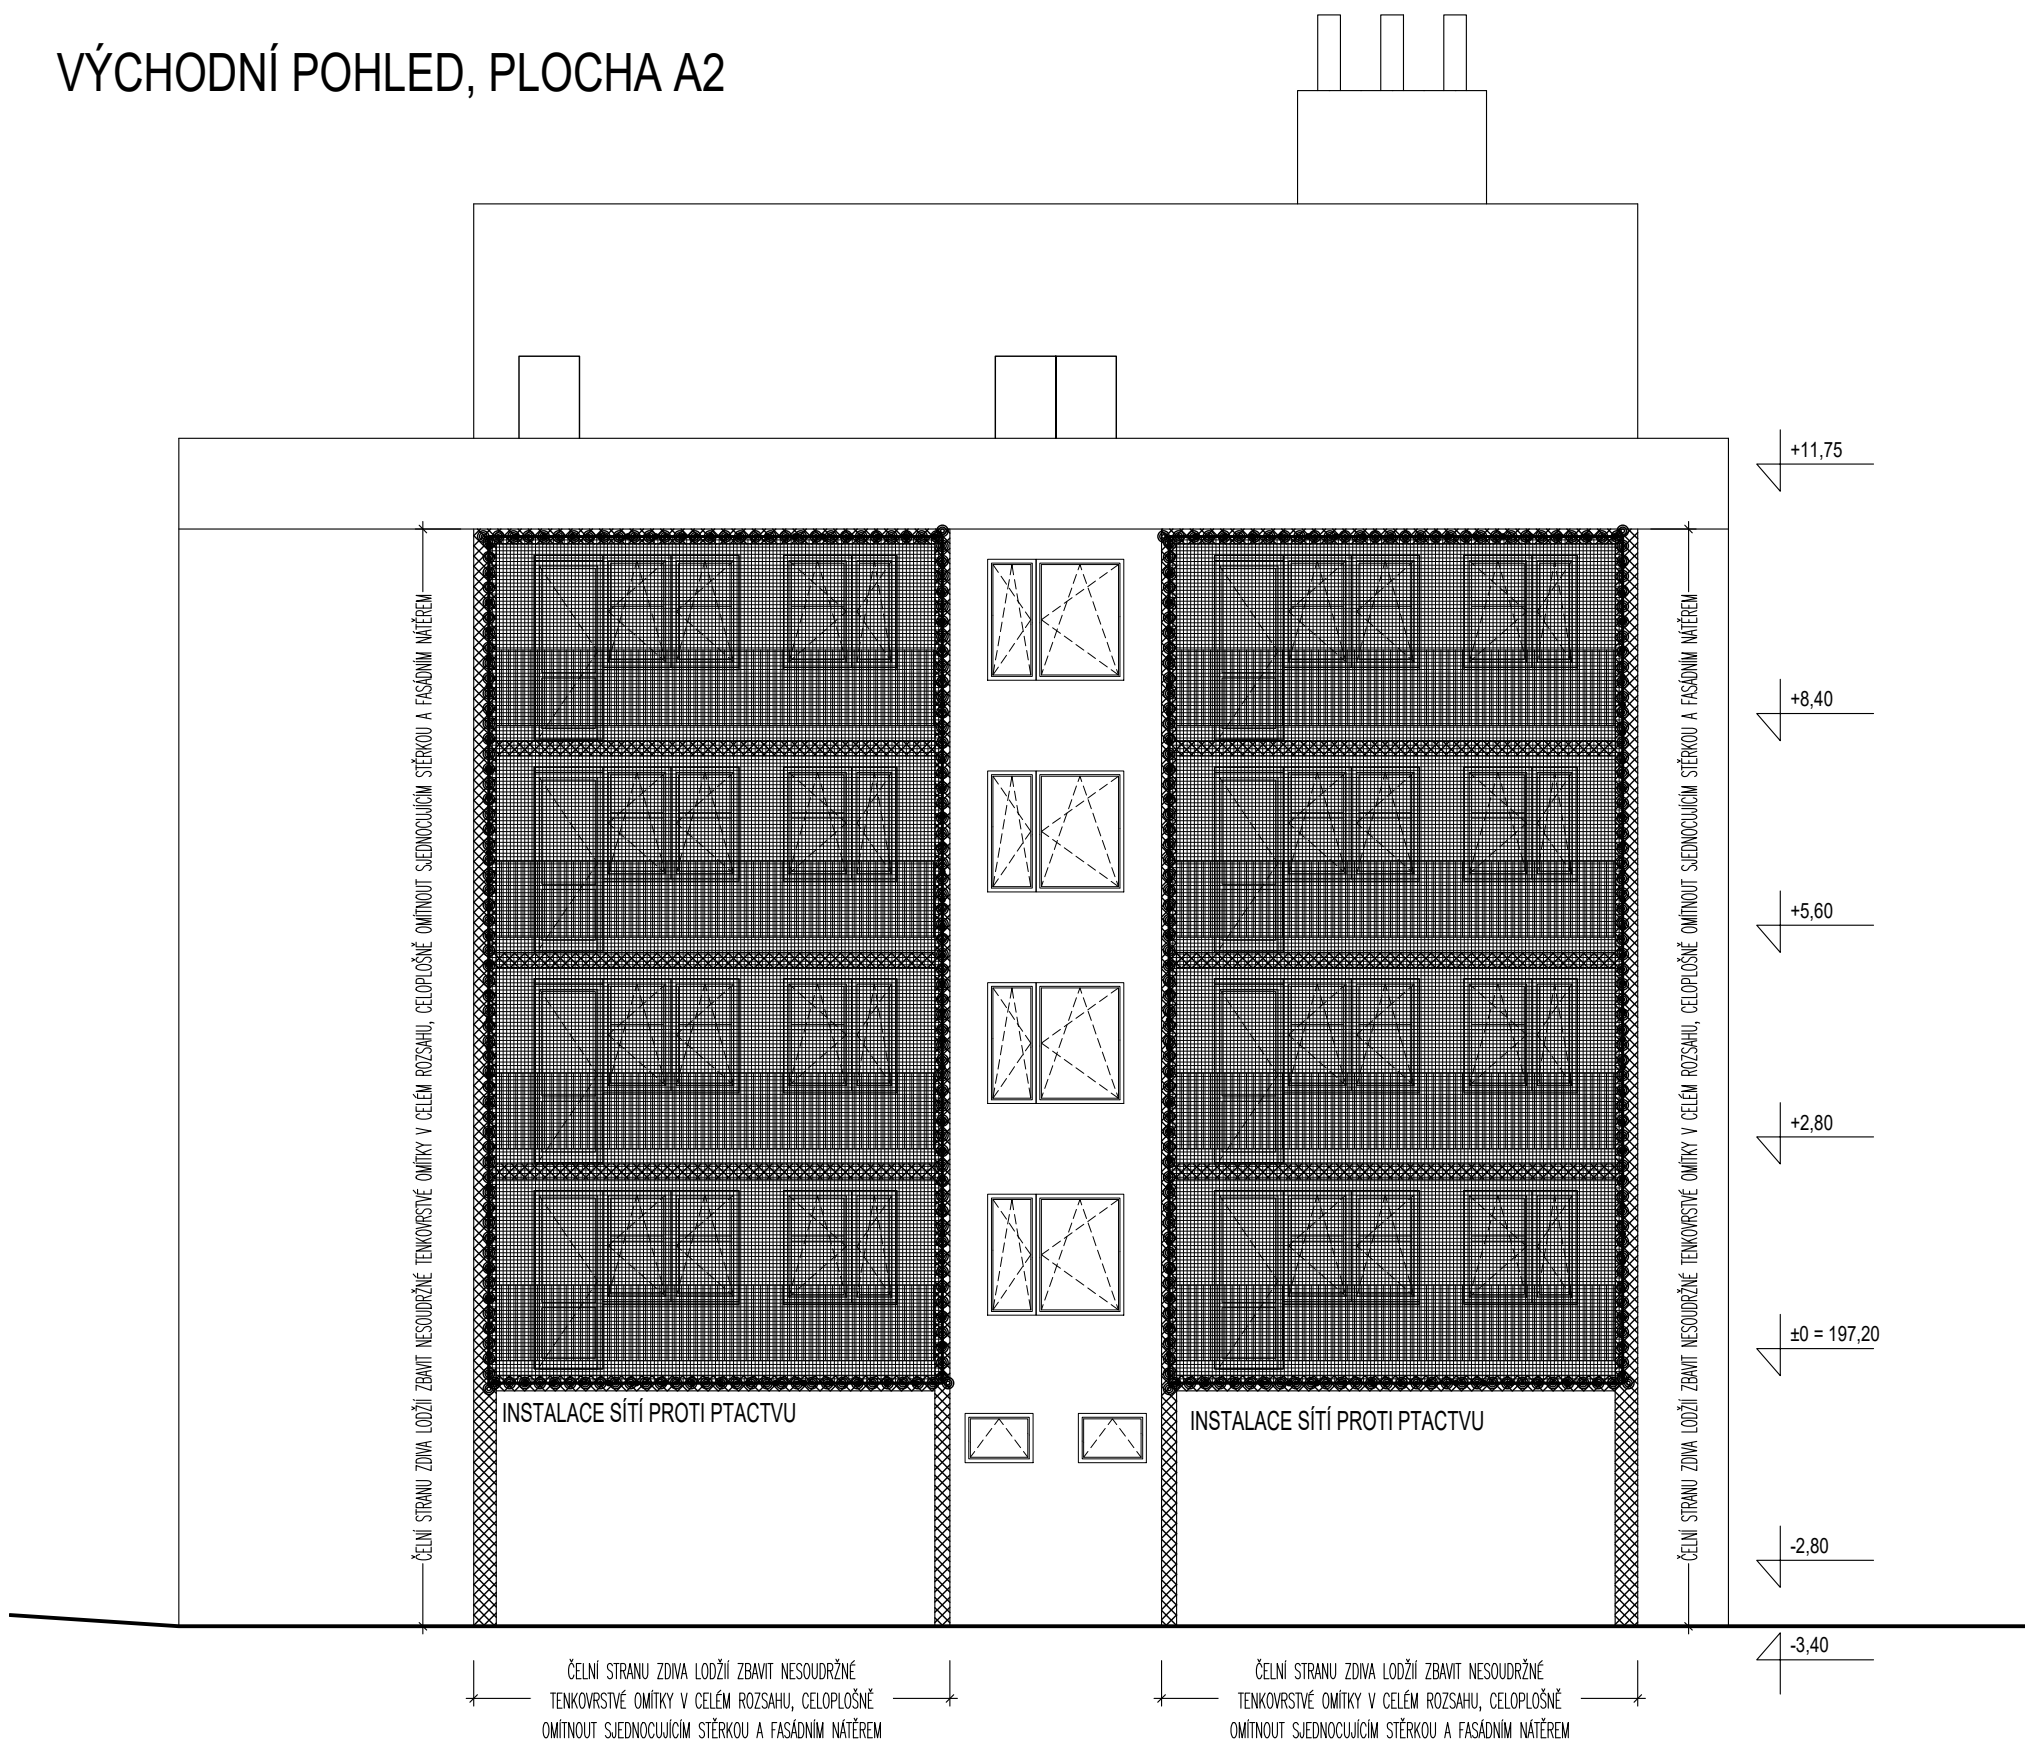 VÝCHODNÍ POHLED, PLOCHA A2
+11,75
+8,40
+5,60
+2,80
±0 = 197,20
-2,80
-3,40
ČELNÍ STRANU ZDIVA LODŽIÍ ZBAVIT NESOUDRŽNÉ TENKOVRSTVÉ OMÍTKY V CELÉM ROZSAHU, CELOPLOŠNĚ OMÍTNOUT SJEDNOCUJÍCÍM STĚRKOU A FASÁDNÍM NÁTĚREM
ČELNÍ STRANU ZDIVA LODŽIÍ ZBAVIT NESOUDRŽNÉ TENKOVRSTVÉ OMÍTKY V CELÉM ROZSAHU, CELOPLOŠNĚ OMÍTNOUT SJEDNOCUJÍCÍM STĚRKOU A FASÁDNÍM NÁTĚREM
INSTALACE SÍTÍ PROTI PTACTVU
INSTALACE SÍTÍ PROTI PTACTVU
ČELNÍ STRANU ZDIVA LODŽIÍ ZBAVIT NESOUDRŽNÉ
TENKOVRSTVÉ OMÍTKY V CELÉM ROZSAHU, CELOPLOŠNĚ
OMÍTNOUT SJEDNOCUJÍCÍM STĚRKOU A FASÁDNÍM NÁTĚREM
ČELNÍ STRANU ZDIVA LODŽIÍ ZBAVIT NESOUDRŽNÉ
TENKOVRSTVÉ OMÍTKY V CELÉM ROZSAHU, CELOPLOŠNĚ
OMÍTNOUT SJEDNOCUJÍCÍM STĚRKOU A FASÁDNÍM NÁTĚREM